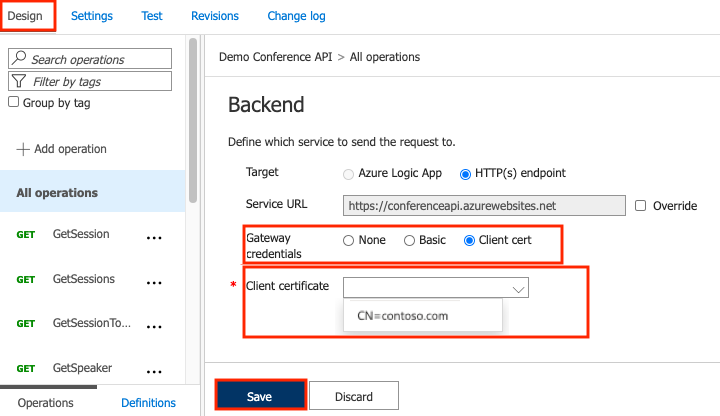 Design Settings Test Revisions Change log
Search operations
Filter by tags
Group by tag
Add operation
All operations
GET GetSession ...
GET GetSessions ...
GET GetSessionTo... ...
GET GetSpeaker ...
Operations Definitions
Demo Conference API > All operations
Backend
Define which service to send the request to.
Target Azure Logic App HTTP(s) endpoint
Service URL https://conferenceapi.azurewebsites.net Override
Gateway
credentials None Basic Client cert
* Client certificate
CN=contoso.com
Save Discard